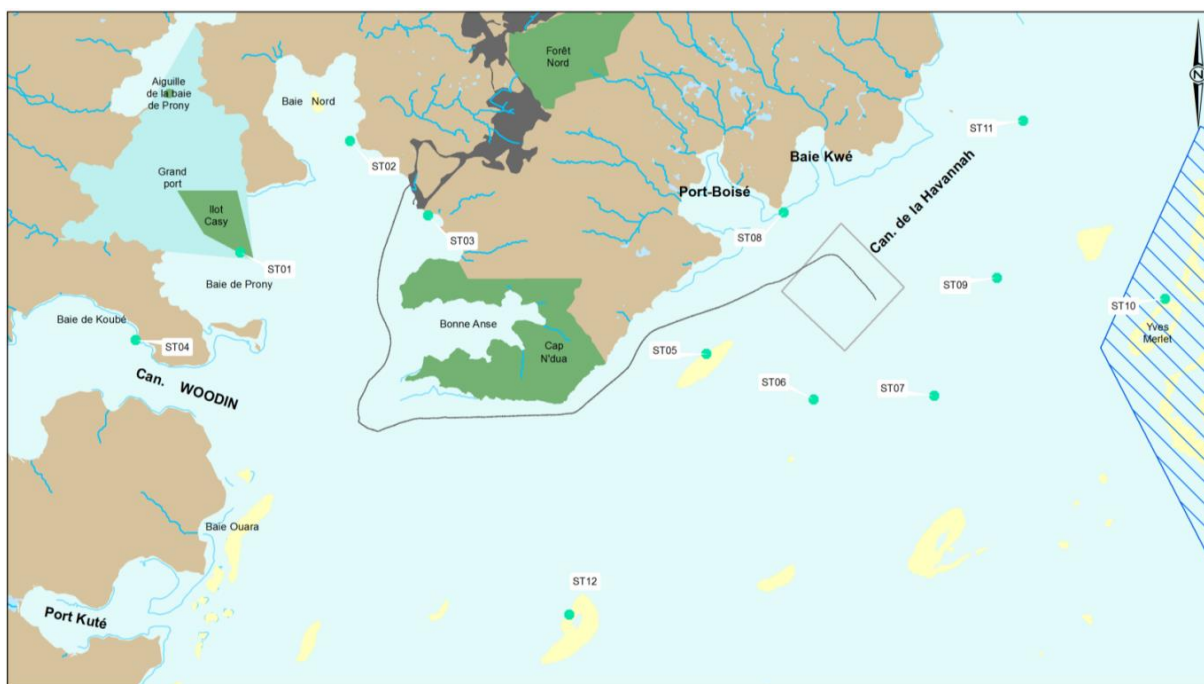 Forêt
Nord
Aiguille
de la baie
de Prony
Baie Nord
ST11
ST02
Baie Kwé
Grand
port
Port-Boisé
Can. de la Havannah
Ilot
Casy
ST03
ST08
ST01
Baie de Prony
ST09
ST10
Baie de Koubé
Bonne Anse
Yves
Merlet
ST04
Cap
N'dua
ST05
Can. WOODIN
ST06
ST07
Baie Ouara
ST12
Port Kuté